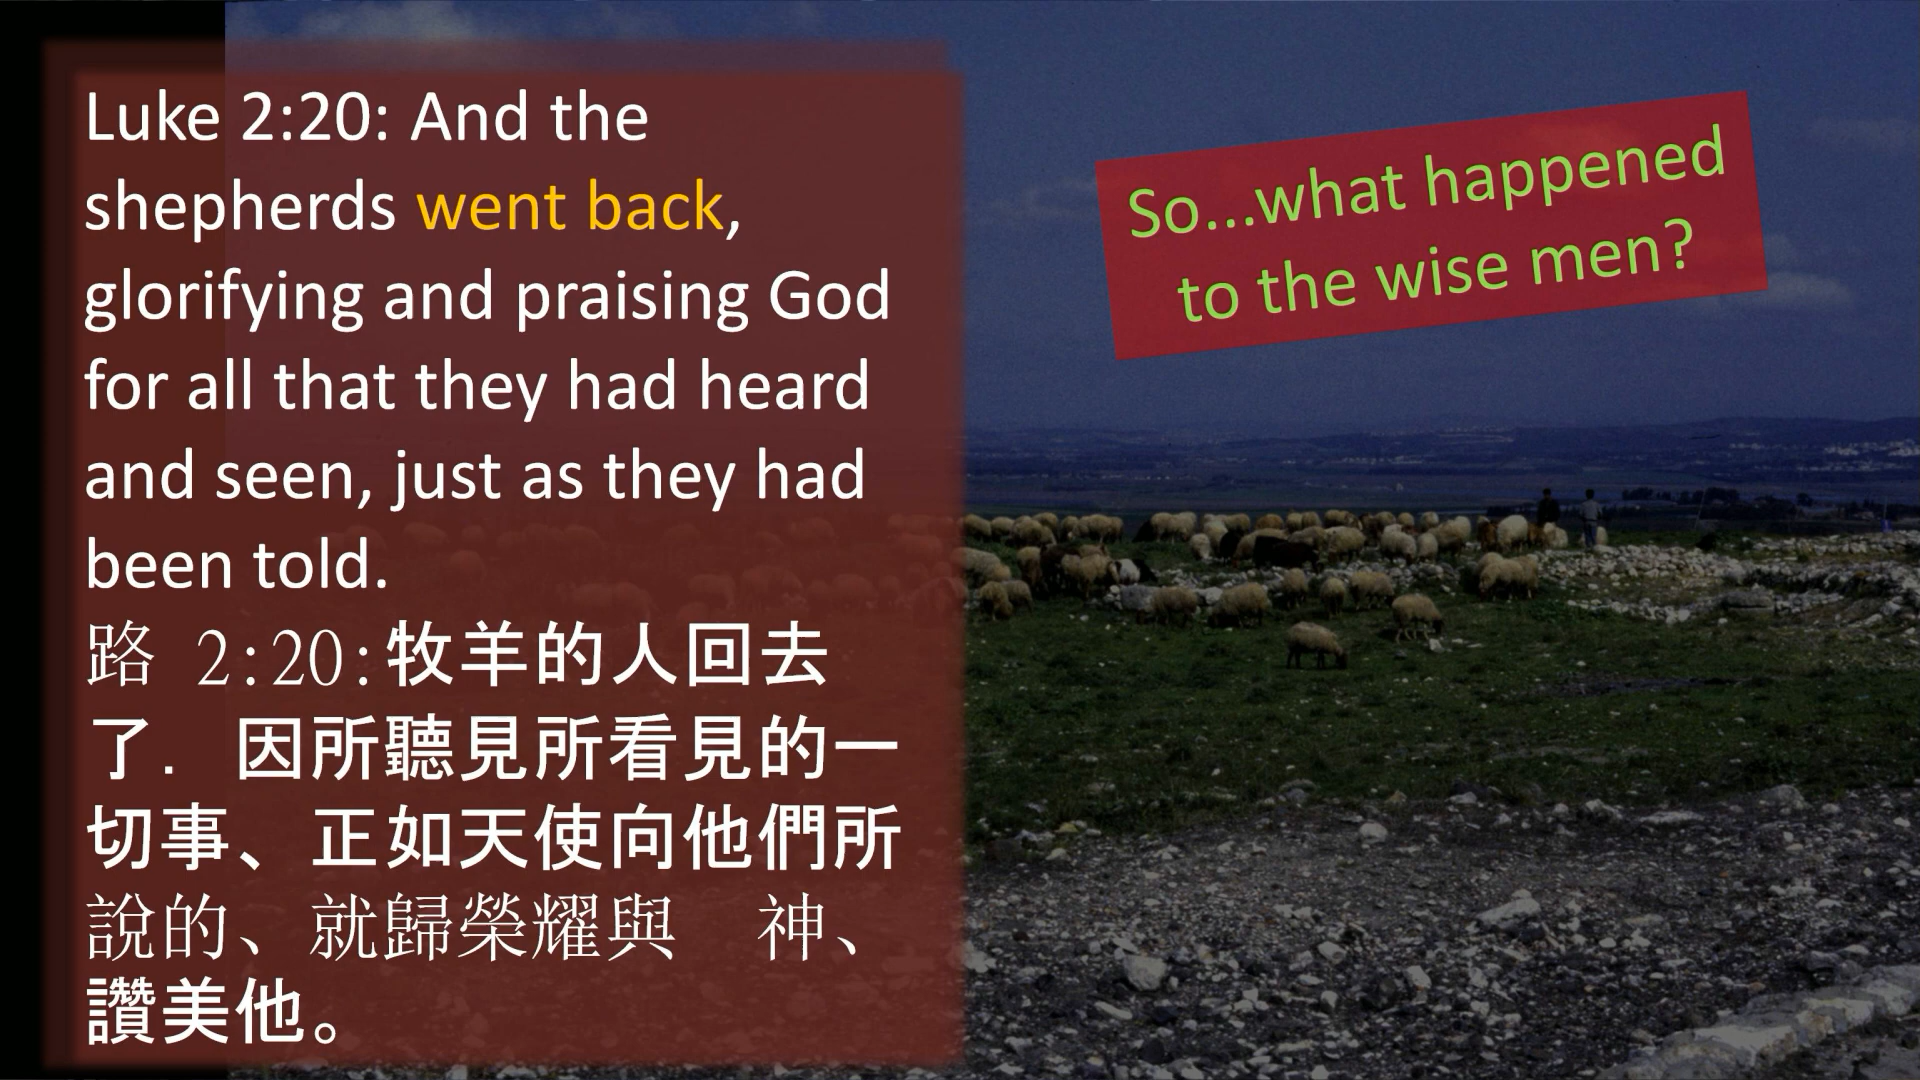 Luke 2:20: And the
shepherds went back,
glorifying and praising God
for all that they had heard
and seen, just as they had
been told.
路 2:20:牧羊的人回去
了． 因所聽見所看見的一
切事、正如天使向他們所
說的、就歸榮耀與　神、
讚美他。
So...what happened
to the wise men?